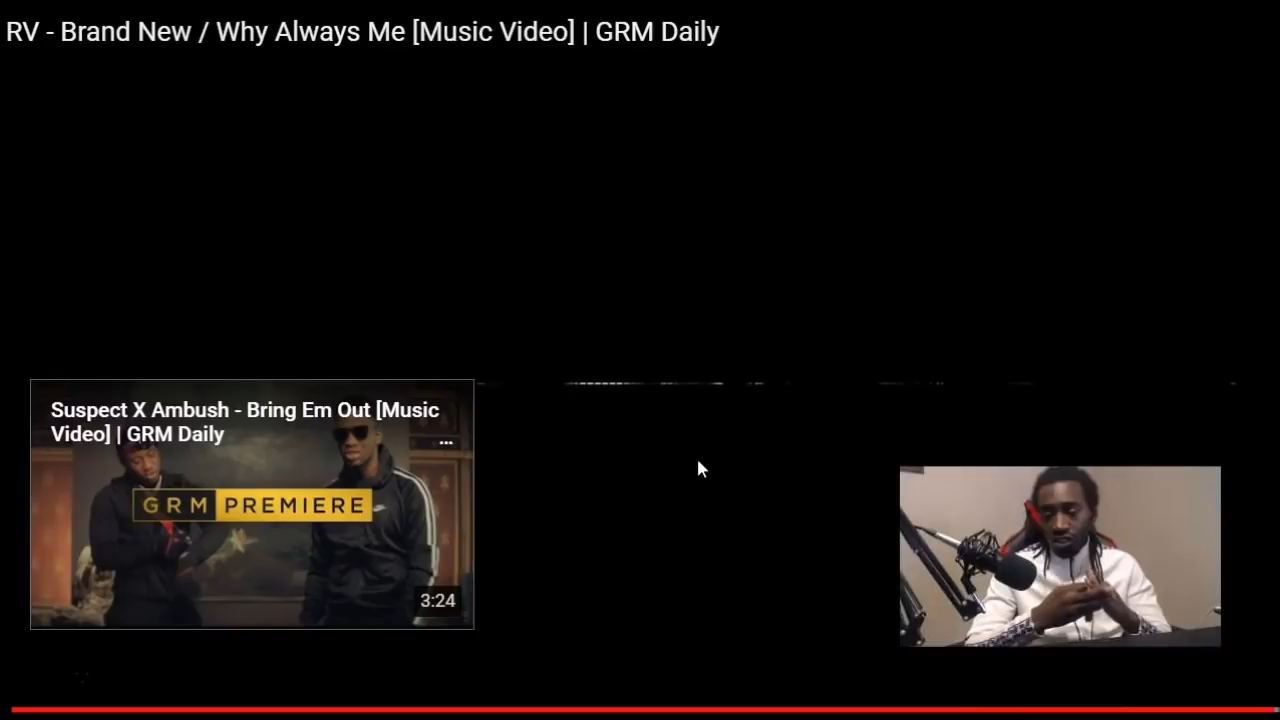 RV - Brand New / Why Always Me [Music Video] | GRM Daily
Suspect X Ambush - Bring Em Out [Music
Video] | GRM Daily
GRM PREMIERE
3:24